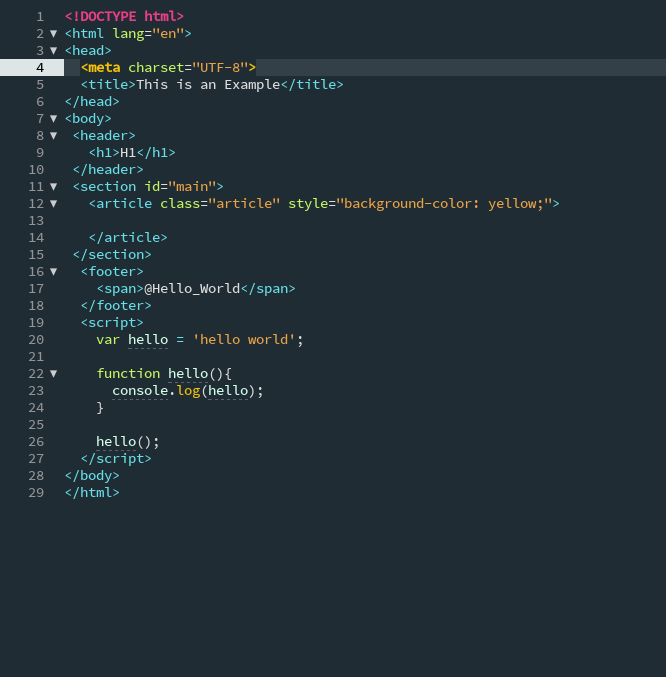 1 <!DOCTYPE html>
2 ▼ <html lang="en">
3 ▼ <head>
4 <meta charset="UTF-8">
5 <title>This is an Example</title>
6 </head>
7 ▼ <body>
8 ▼ <header>
9 <h1>H1</h1>
10 </header>
11 ▼ <section id="main">
12 ▼ <article class="article" style="background-color: yellow;">
13
14 </article>
15 </section>
16 ▼ <footer>
17 <span>@Hello_World</span>
18 </footer>
19 <script>
20 var hello = 'hello world';
21
22 ▼ function hello(){
23 console.log(hello);
24 }
25
26 hello();
27 </script>
28 </body>
29 </html>